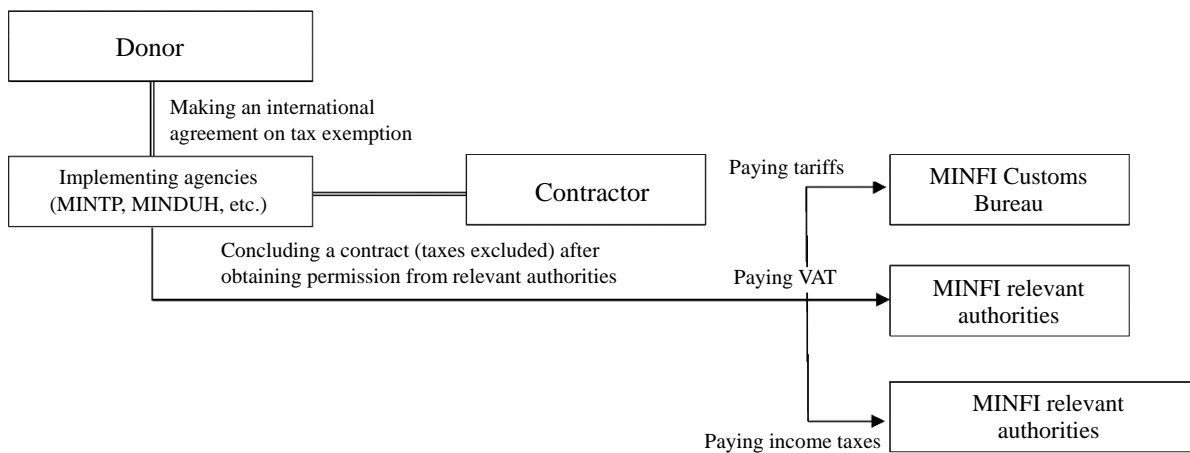 Donor
Making an international
agreement on tax exemption
Implementing agencies
(MINTP, MINDUH, etc.)
Contractor
Paying tariffs
MINFI Customs
Bureau
Concluding a contract (taxes excluded) after
obtaining permission from relevant authorities
Paying VAT
MINFI relevant
authorities
Paying income taxes
MINFI relevant
authorities